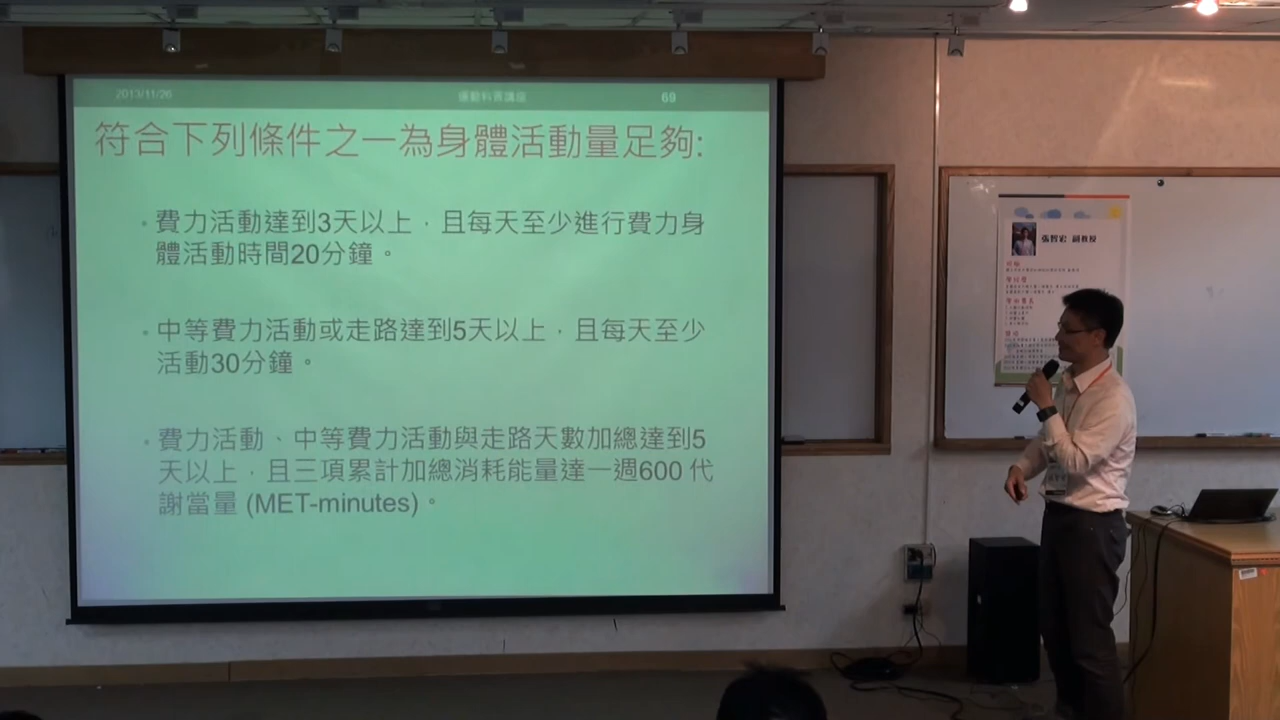 2013/11/26 運動科普講座 69
符合下列條件之一為身體活動量足夠:
費力活動達到3天以上，且每天至少進行費力身
體活動時間20分鐘。
中等費力活動或走路達到5天以上，且每天至少
活動30分鐘。
費力活動、中等費力活動與走路天數加總達到5
天以上，且三項累計加總消耗能量達一週600 代
謝當量 (MET-minutes)。
張智宏 副教授